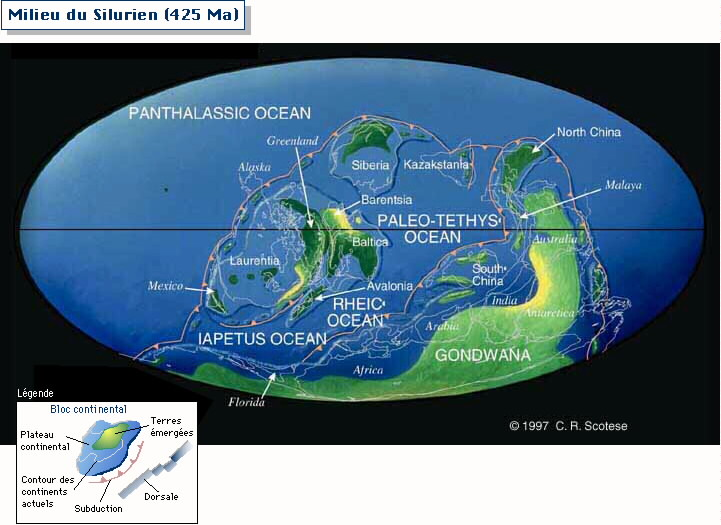 Milieu du Silurien (425 Ma)
PANTHALASSIC OCEAN
Greenland
North China
Siberia
Kazakstania
Alaska
Malaya
Barentsia
PALEO-TETHYS
OCEAN
Baltica
Australia
Laurentia
South
China
Mexico
Avalonia
India
RHEIC
OCEAN
Antarctica
Arabia
IAPETUS OCEAN
GONDWANA
Africa
Florida
© 1997 C. R. Scotese
Légende
Bloc continental
Terres
émergées
Plateau
continental
Contour des
continents
actuels
Subduction
Dorsale